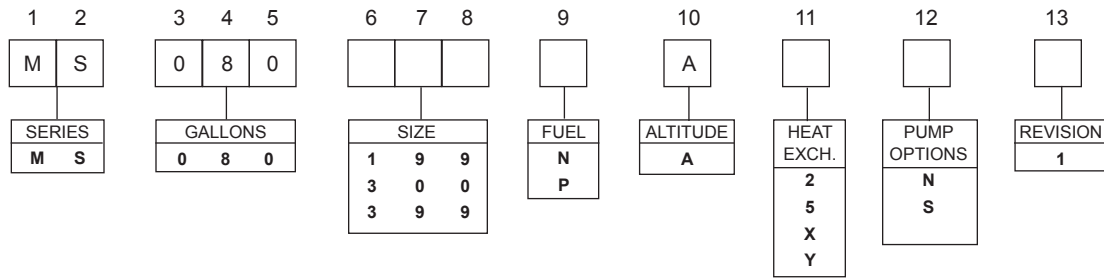 1 2 3 4 5 6 7 8 9 10 11 12 13
M S 0 8 0 A
SERIES GALLONS SIZE FUEL ALTITUDE HEAT EXCH. PUMP OPTIONS REVISION
M S 0 8 0 1 9 9 N A 2 N 1
3 0 0 P 5 S
3 9 9 X
Y